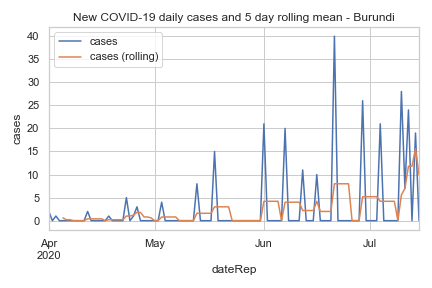 New COVID-19 daily cases and 5 day rolling mean - Burundi
cases
cases (rolling)
cases
40
35
30
25
20
15
10
5
0
Apr
2020
May
Jun
Jul
dateRep